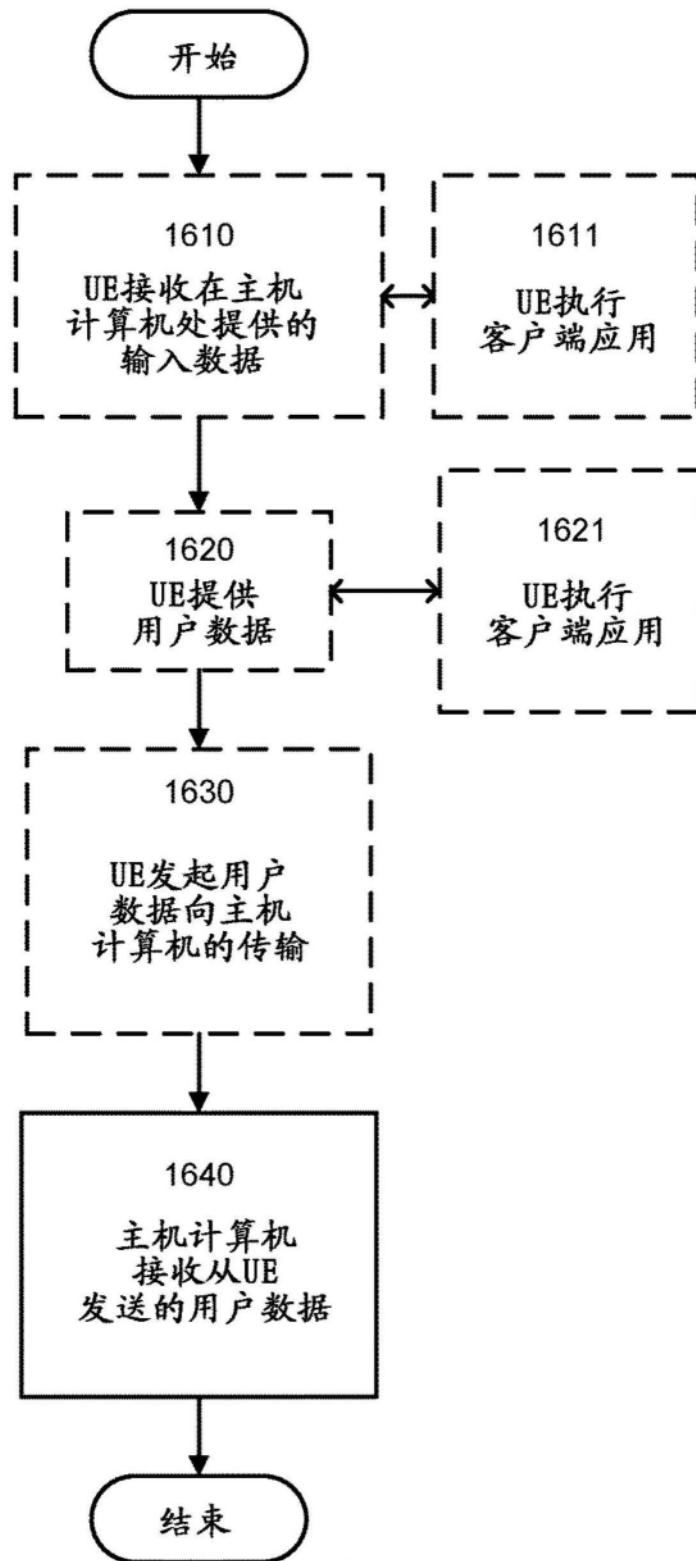 开始
1610
UE接收在主机
计算机处提供的
输入数据
1611
UE执行
客户端应用
1620
UE提供
用户数据
1621
UE执行
客户端应用
1630
UE发起用户
数据向主机
计算机的传输
1640
主机计算机
接收从UE
发送的用户数据
结束